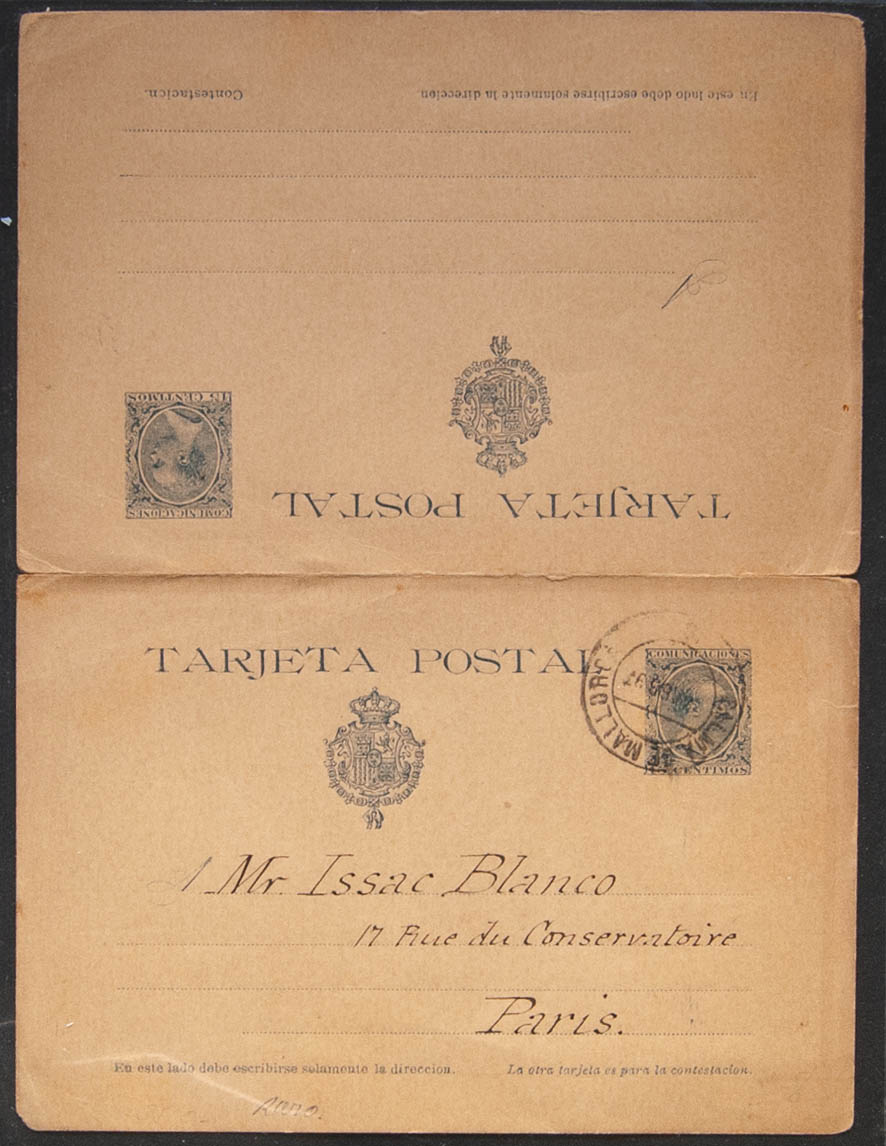 En este lado debe escribirse solamente la direccion
Contestacion.
TARJETA POSTAL
COMUNICACIONES
15 CENTIMOS
TARJETA POSTAL
COMUNICACIONES
CENTIMOS
PALMA DE MALLORCA
Mr Issac Blanco
17 Rue du Conservatoire
Paris.
En este lado debe escribirse solamente la direccion.
La otra tarjeta es para la contestacion.